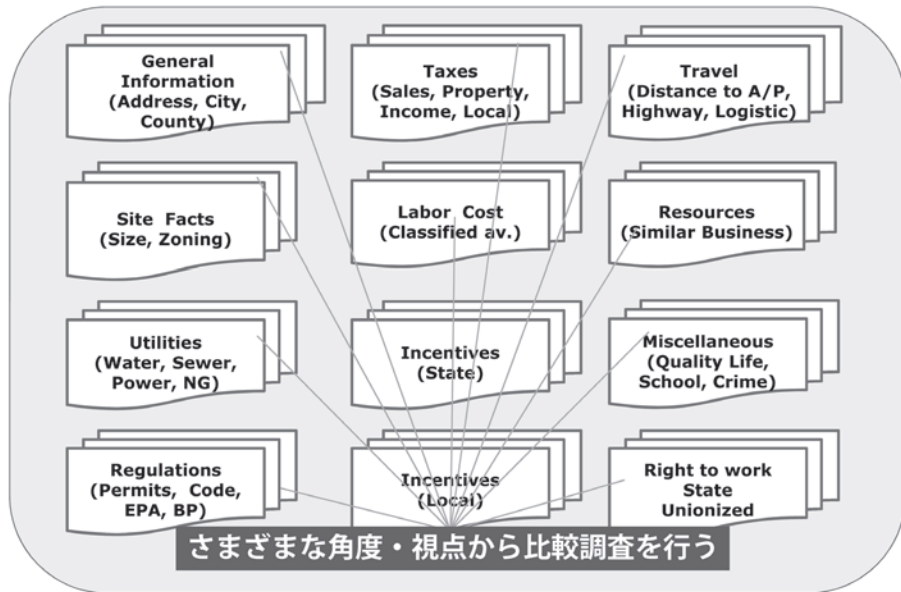 General
Information
(Address, City,
County)
Taxes
(Sales, Property,
Income, Local)
Travel
(Distance to A/P,
Highway, Logistic)
Site Facts
(Size, Zoning)
Labor Cost
(Classified av.)
Resources
(Similar Business)
Utilities
(Water, Sewer,
Power, NG)
Incentives
(State)
Miscellaneous
(Quality Life,
School, Crime)
Regulations
(Permits, Code,
EPA, BP)
Incentives
(Local)
Right to work
State
Unionized
さまざまな角度・視点から比較調査を行う